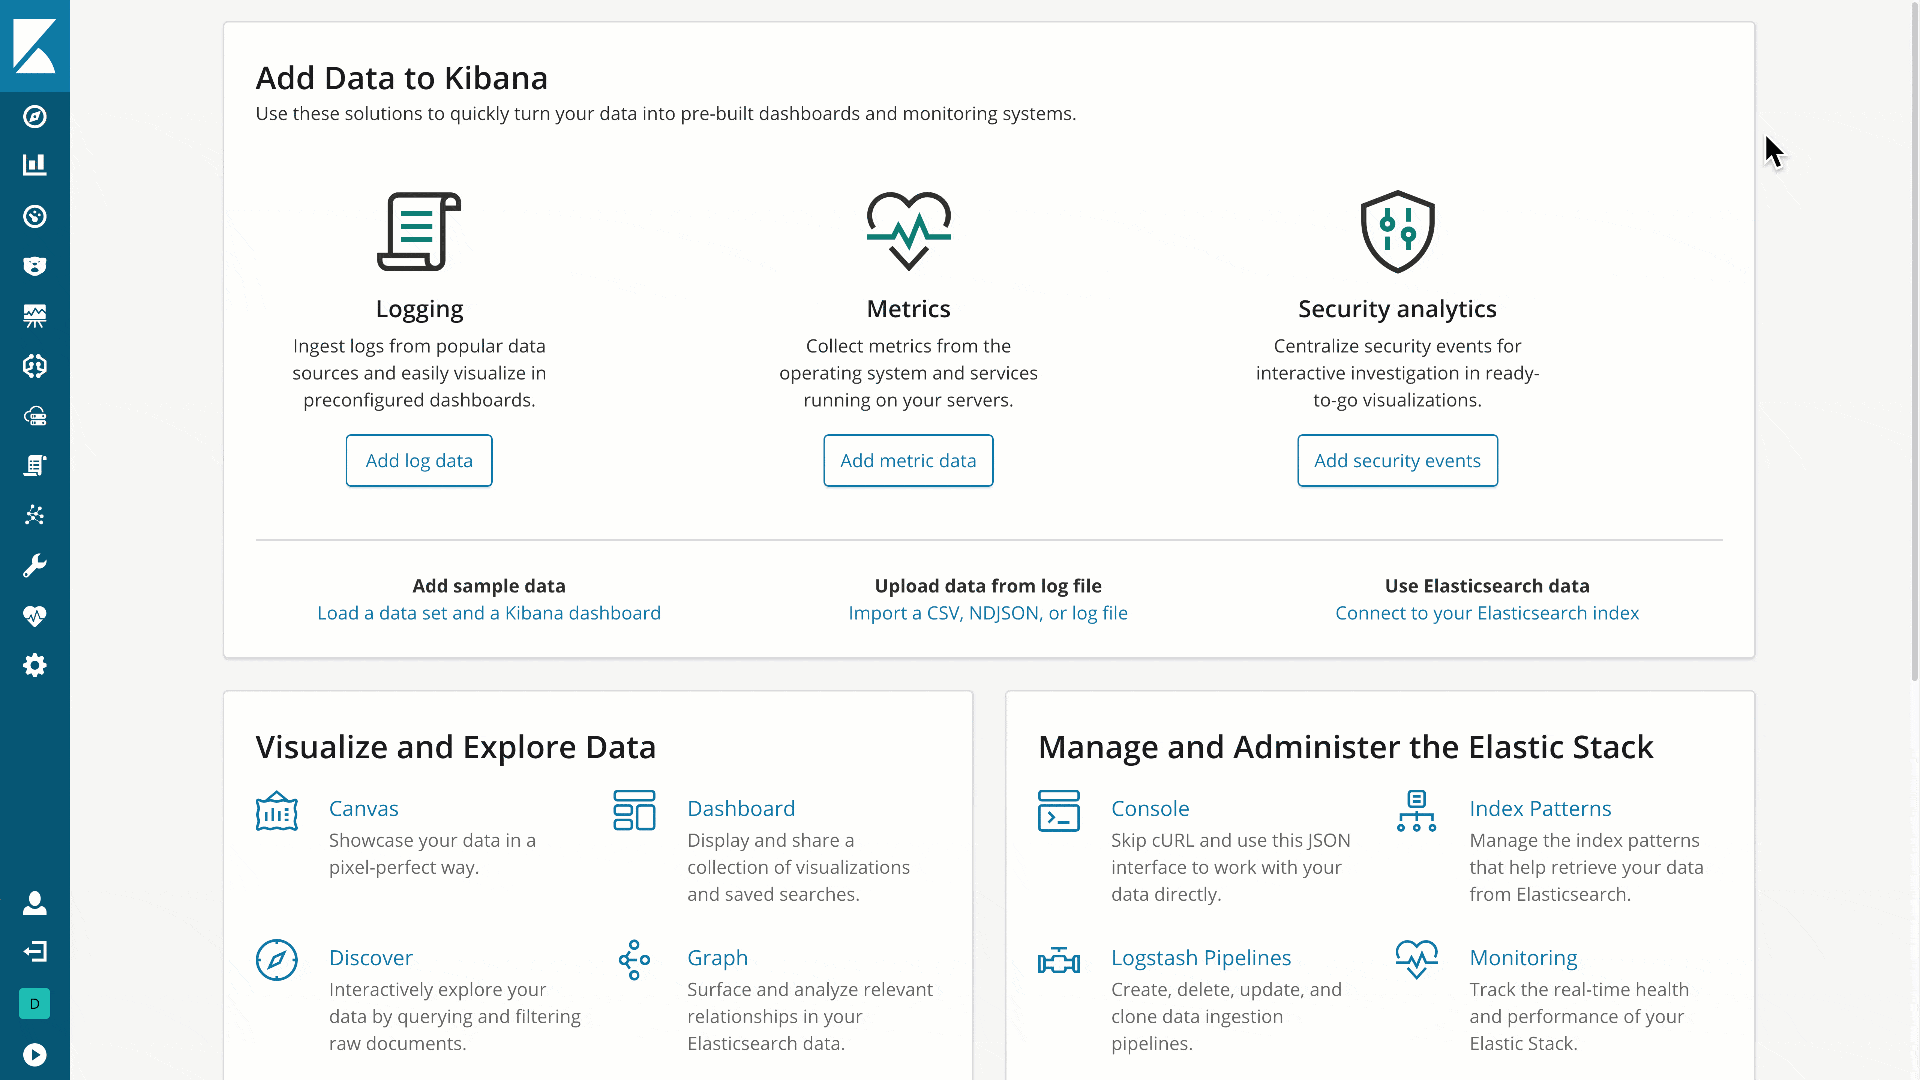 Add Data to Kibana
Use these solutions to quickly turn your data into pre-built dashboards and monitoring systems.
Logging
Ingest logs from popular data
sources and easily visualize in
preconfigured dashboards.
Add log data
Metrics
Collect metrics from the
operating system and services
running on your servers.
Add metric data
Security analytics
Centralize security events for
interactive investigation in ready-
to-go visualizations.
Add security events
Add sample data
Load a data set and a Kibana dashboard
Upload data from log file
Import a CSV, NDJSON, or log file
Use Elasticsearch data
Connect to your Elasticsearch index
Visualize and Explore Data
Canvas
Showcase your data in a
pixel-perfect way.
Dashboard
Display and share a
collection of visualizations
and saved searches.
Discover
Interactively explore your
data by querying and filtering
raw documents.
Graph
Surface and analyze relevant
relationships in your
Elasticsearch data.
Manage and Administer the Elastic Stack
Console
Skip cURL and use this JSON
interface to work with your
data directly.
Index Patterns
Manage the index patterns
that help retrieve your data
from Elasticsearch.
Logstash Pipelines
Create, delete, update, and
clone data ingestion
pipelines.
Monitoring
Track the real-time health
and performance of your
Elastic Stack.
D